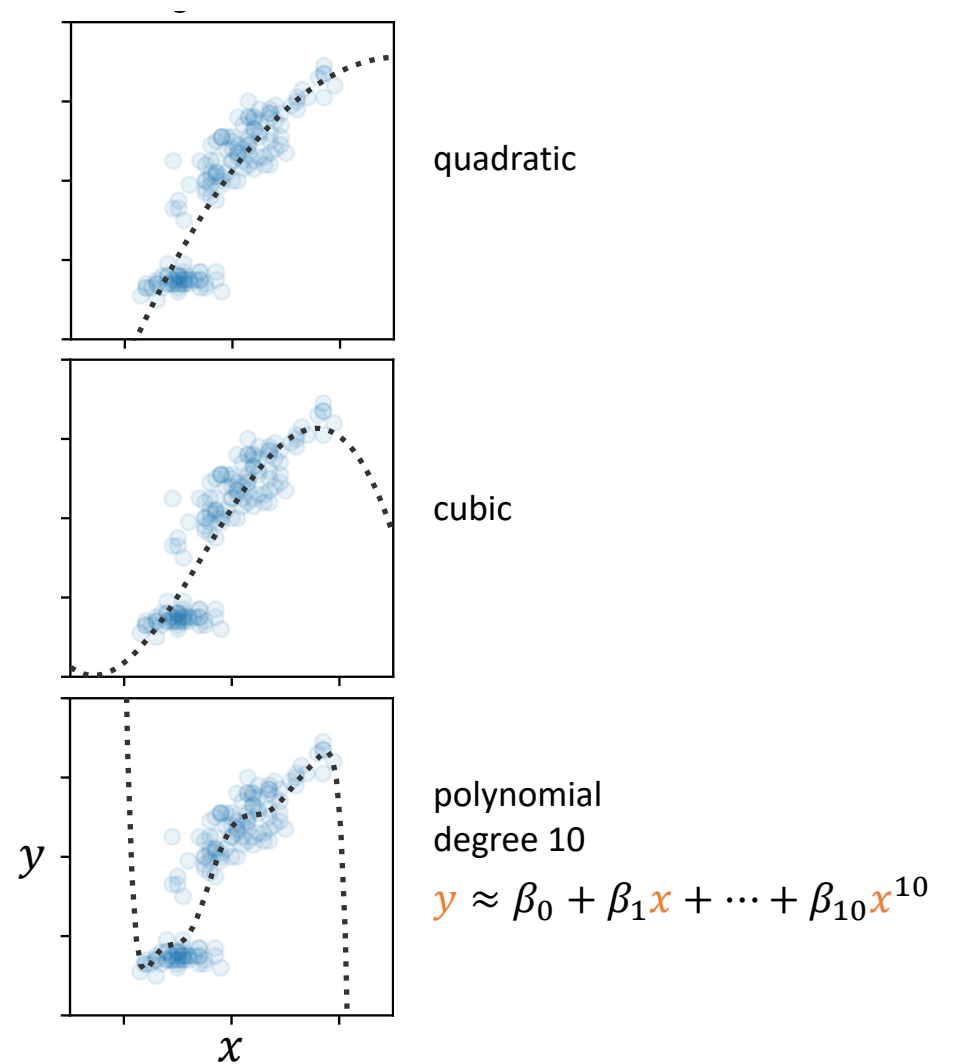 quadratic
cubic
polynomial
degree 10
y ≈ β₀ + β₁x + ⋯ + β₁₀x¹⁰
y
x